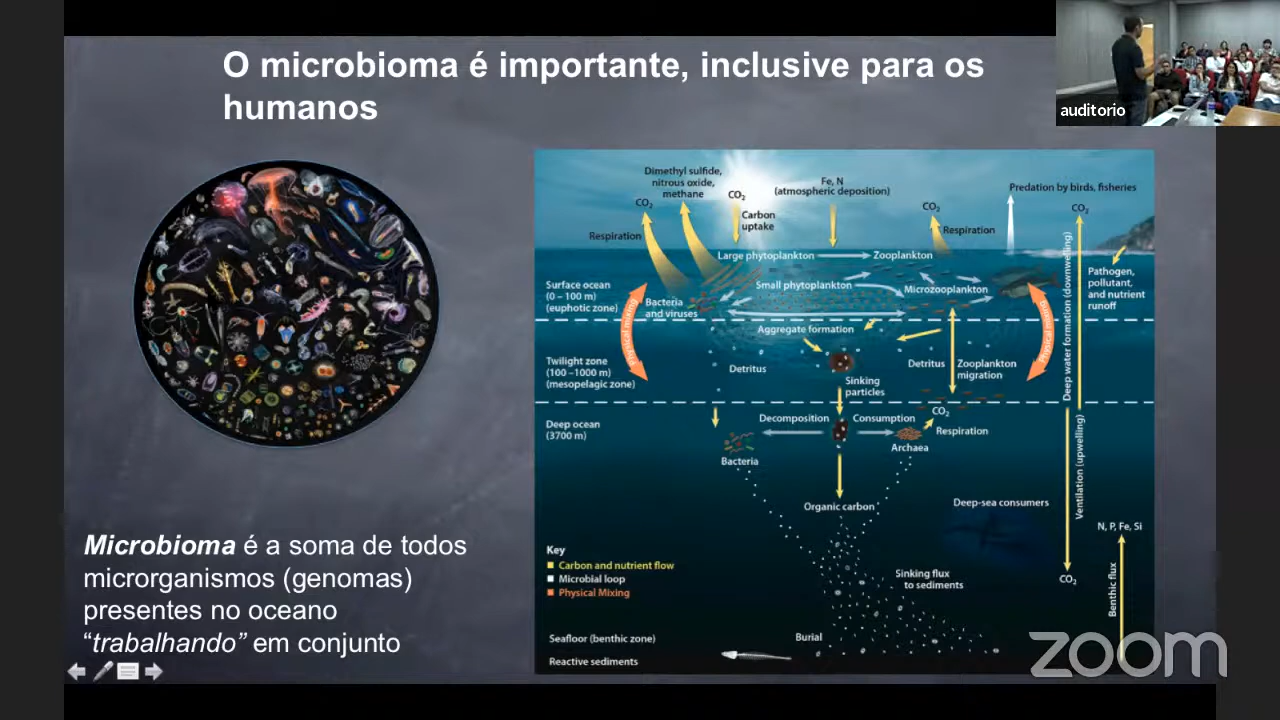 O microbioma é importante, inclusive para os
humanos
auditorio
Dimethyl sulfide,
nitrous oxide,
methane
CO2
CO2
Fe, N
(atmospheric deposition)
Predation by birds, fisheries
CO2
CO2
Carbon
uptake
Respiration
Respiration
Large phytoplankton
Zooplankton
Pathogen,
pollutant,
and nutrient
runoff
Surface ocean
(0 – 100 m)
(euphotic zone)
Small phytoplankton
Microzooplankton
Bacteria
and viruses
Physical mixing
Physical mixing
Deep water formation (downwelling)
Aggregate formation
Twilight zone
(100 –1000 m)
(mesopelagic zone)
Detritus
Detritus
Zooplankton
migration
Sinking
particles
CO2
Deep ocean
(3700 m)
Decomposition
Consumption
Respiration
Bacteria
Archaea
Ventilation (upwelling)
Organic carbon
Deep-sea consumers
N, P, Fe, Si
Key
Carbon and nutrient flow
Microbial loop
Physical Mixing
Sinking flux
to sediments
CO2
Benthic flux
Seafloor (benthic zone)
Burial
Reactive sediments
Microbioma é a soma de todos
microrganismos (genomas)
presentes no oceano
“trabalhando” em conjunto
zoom